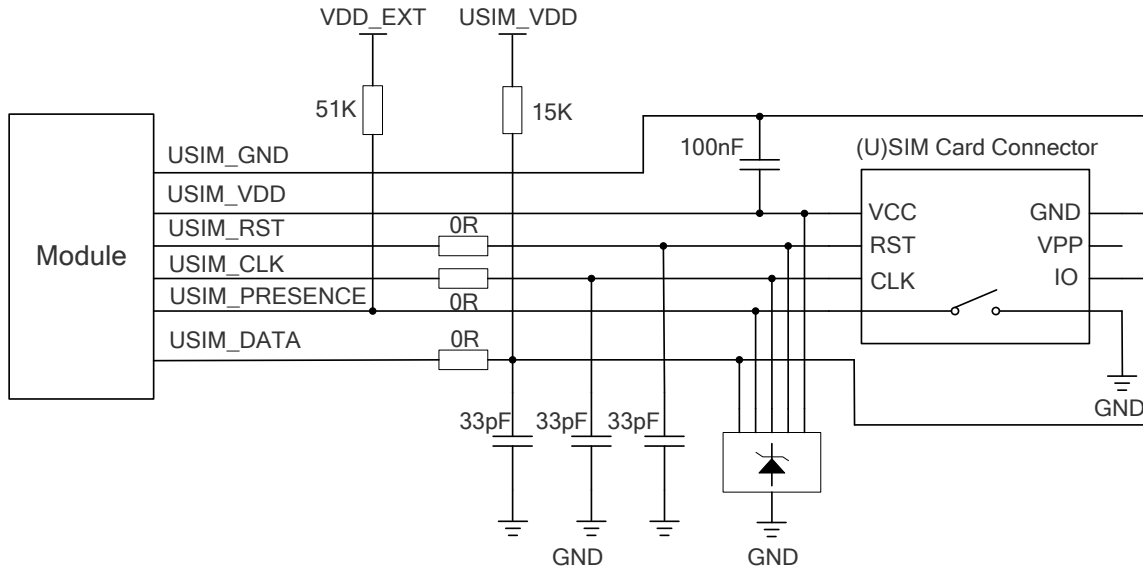 VDD_EXT USIM_VDD
51K 15K
100nF (U)SIM Card Connector
USIM_GND
USIM_VDD VCC GND
USIM_RST 0R RST VPP
Module
USIM_CLK CLK IO
USIM_PRESENCE 0R
USIM_DATA 0R
GND
33pF 33pF 33pF
GND GND